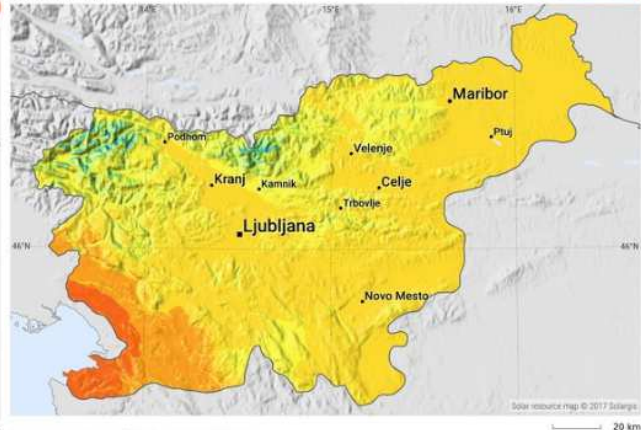 14°E
15°E
16°E
Maribor
Podhom
Ptuj
Velenje
Kranj
Kamnik
Celje
Trbovlje
Ljubljana
46°N
46°N
Novo Mesto
Solar resource map © 2017 Solargis
20 km